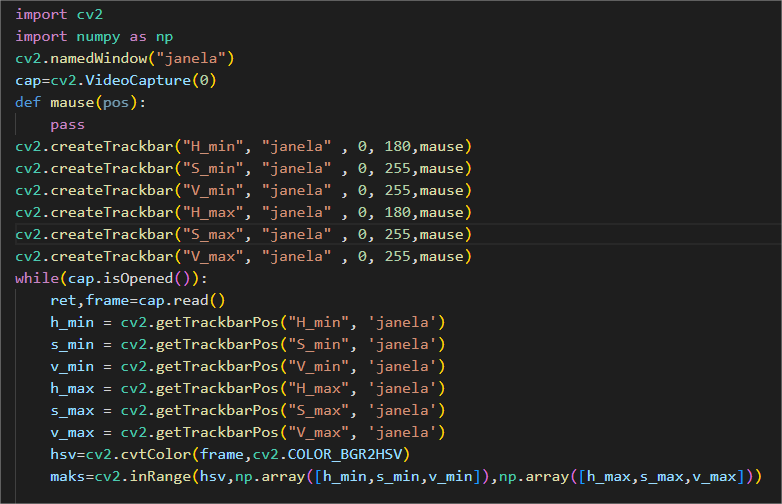 import cv2
import numpy as np
cv2.namedWindow("janela")
cap=cv2.VideoCapture(0)
def mause(pos):
    pass
cv2.createTrackbar("H_min", "janela" , 0, 180,mause)
cv2.createTrackbar("S_min", "janela" , 0, 255,mause)
cv2.createTrackbar("V_min", "janela" , 0, 255,mause)
cv2.createTrackbar("H_max", "janela" , 0, 180,mause)
cv2.createTrackbar("S_max", "janela" , 0, 255,mause)
cv2.createTrackbar("V_max", "janela" , 0, 255,mause)
while(cap.isOpened()):
    ret,frame=cap.read()
    h_min = cv2.getTrackbarPos("H_min", 'janela')
    s_min = cv2.getTrackbarPos("S_min", 'janela')
    v_min = cv2.getTrackbarPos("V_min", 'janela')
    h_max = cv2.getTrackbarPos("H_max", 'janela')
    s_max = cv2.getTrackbarPos("S_max", 'janela')
    v_max = cv2.getTrackbarPos("V_max", 'janela')
    hsv=cv2.cvtColor(frame,cv2.COLOR_BGR2HSV)
    maks=cv2.inRange(hsv,np.array([h_min,s_min,v_min]),np.array([h_max,s_max,v_max]))